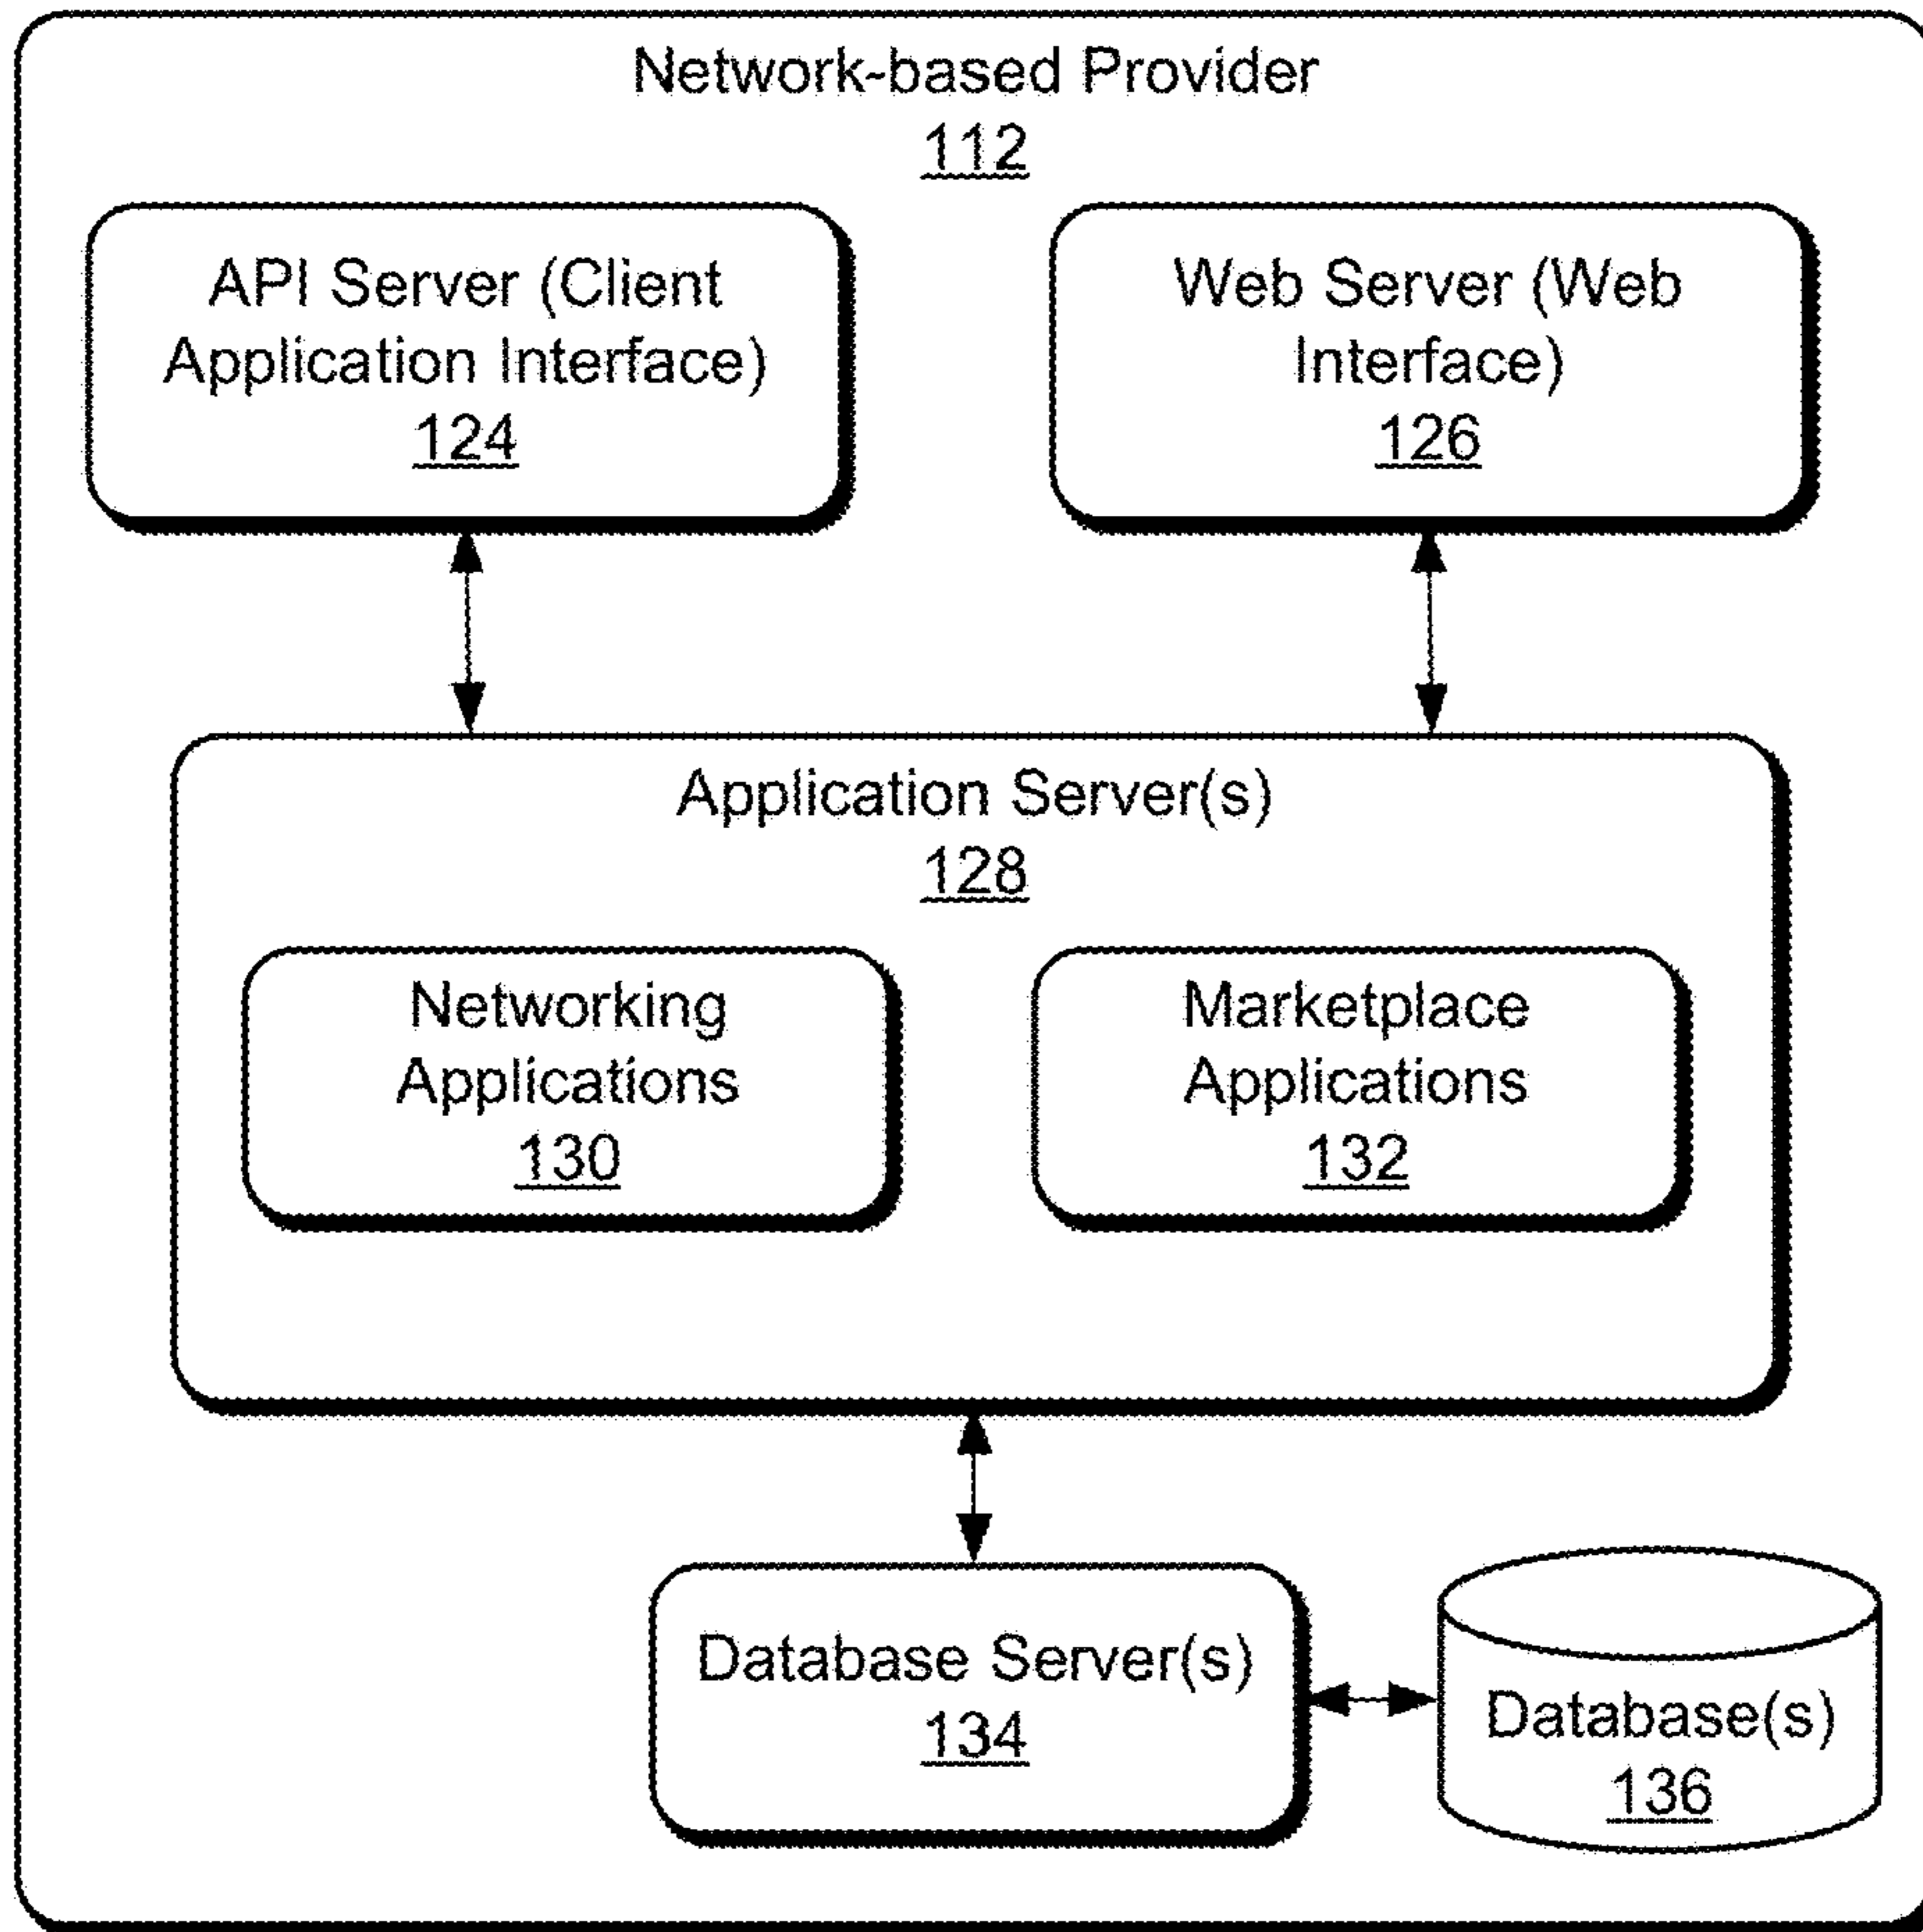 Network-based Provider
112
API Server (Client
Application Interface)
124
Web Server (Web
Interface)
126
Application Server(s)
128
Networking
Applications
130
Marketplace
Applications
132
Database Server(s)
134
Database(s)
136